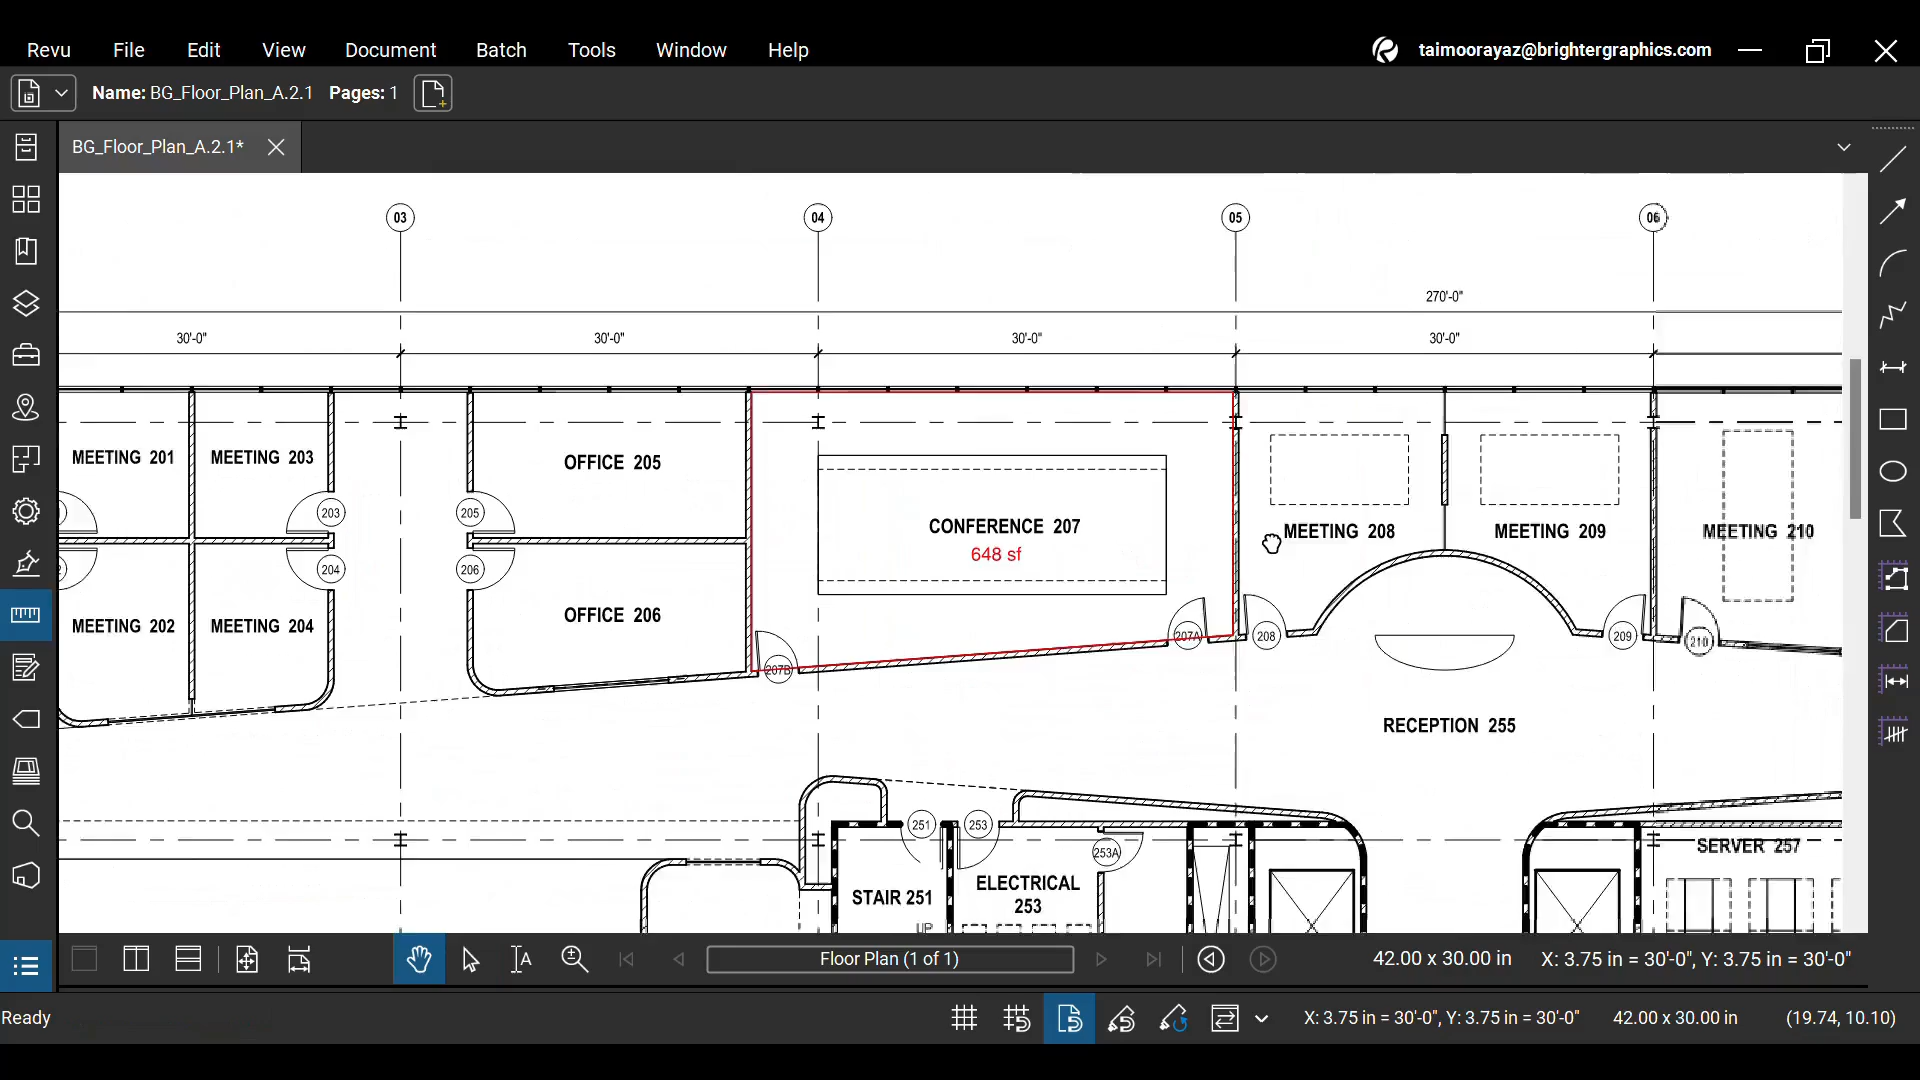 Revu File Edit View Document Batch Tools Window Help taimoorayaz@brightergraphics.com
Name: BG_Floor_Plan_A.2.1 Pages: 1
BG_Floor_Plan_A.2.1*
03 04 05 06
270'-0"
30'-0" 30'-0" 30'-0" 30'-0"
MEETING 201 MEETING 203 OFFICE 205
203 205
CONFERENCE 207
648 sf
MEETING 208 MEETING 209 MEETING 210
204 206
MEETING 202 MEETING 204 OFFICE 206
207A 208 209 210
207B
RECEPTION 255
251 253
253A
SERVER 257
STAIR 251 ELECTRICAL
253
UP
Floor Plan (1 of 1) 42.00 x 30.00 in X: 3.75 in = 30'-0", Y: 3.75 in = 30'-0"
Ready X: 3.75 in = 30'-0", Y: 3.75 in = 30'-0" 42.00 x 30.00 in (19.74, 10.10)